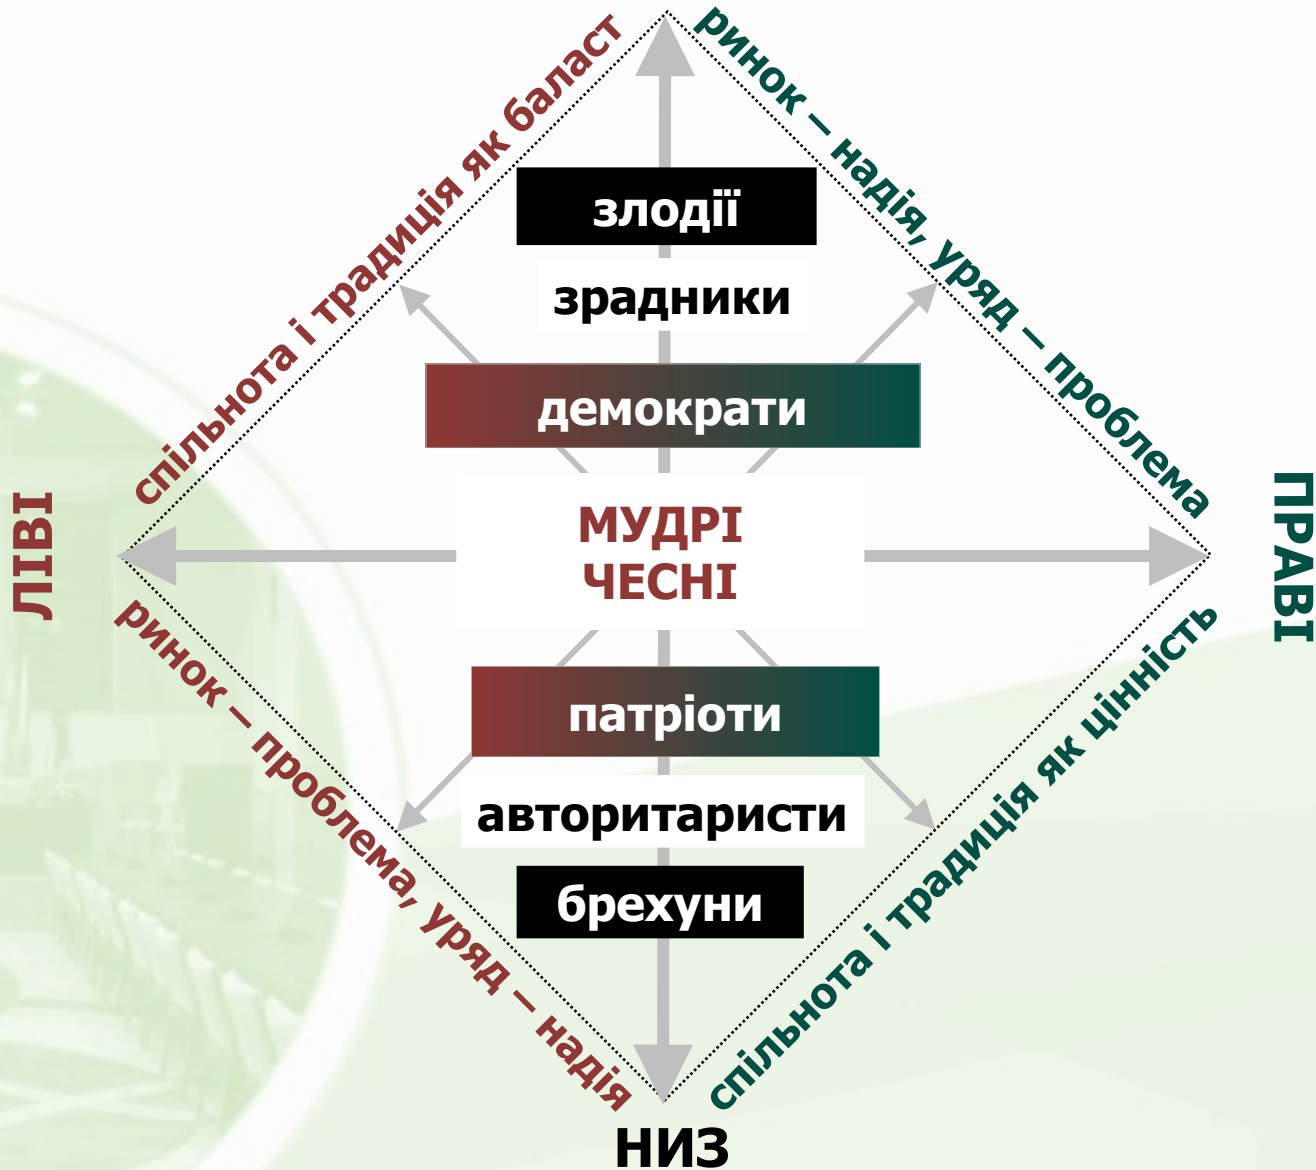 спільнота і традиція як баласт
ринок – надія, уряд – проблема
злодії
зрадники
демократи
ЛІВІ
МУДРІ
ЧЕСНІ
ПРАВІ
патріоти
авторитаристи
брехуни
ринок – проблема, уряд – надія
спільнота і традиція як цінність
НИЗ